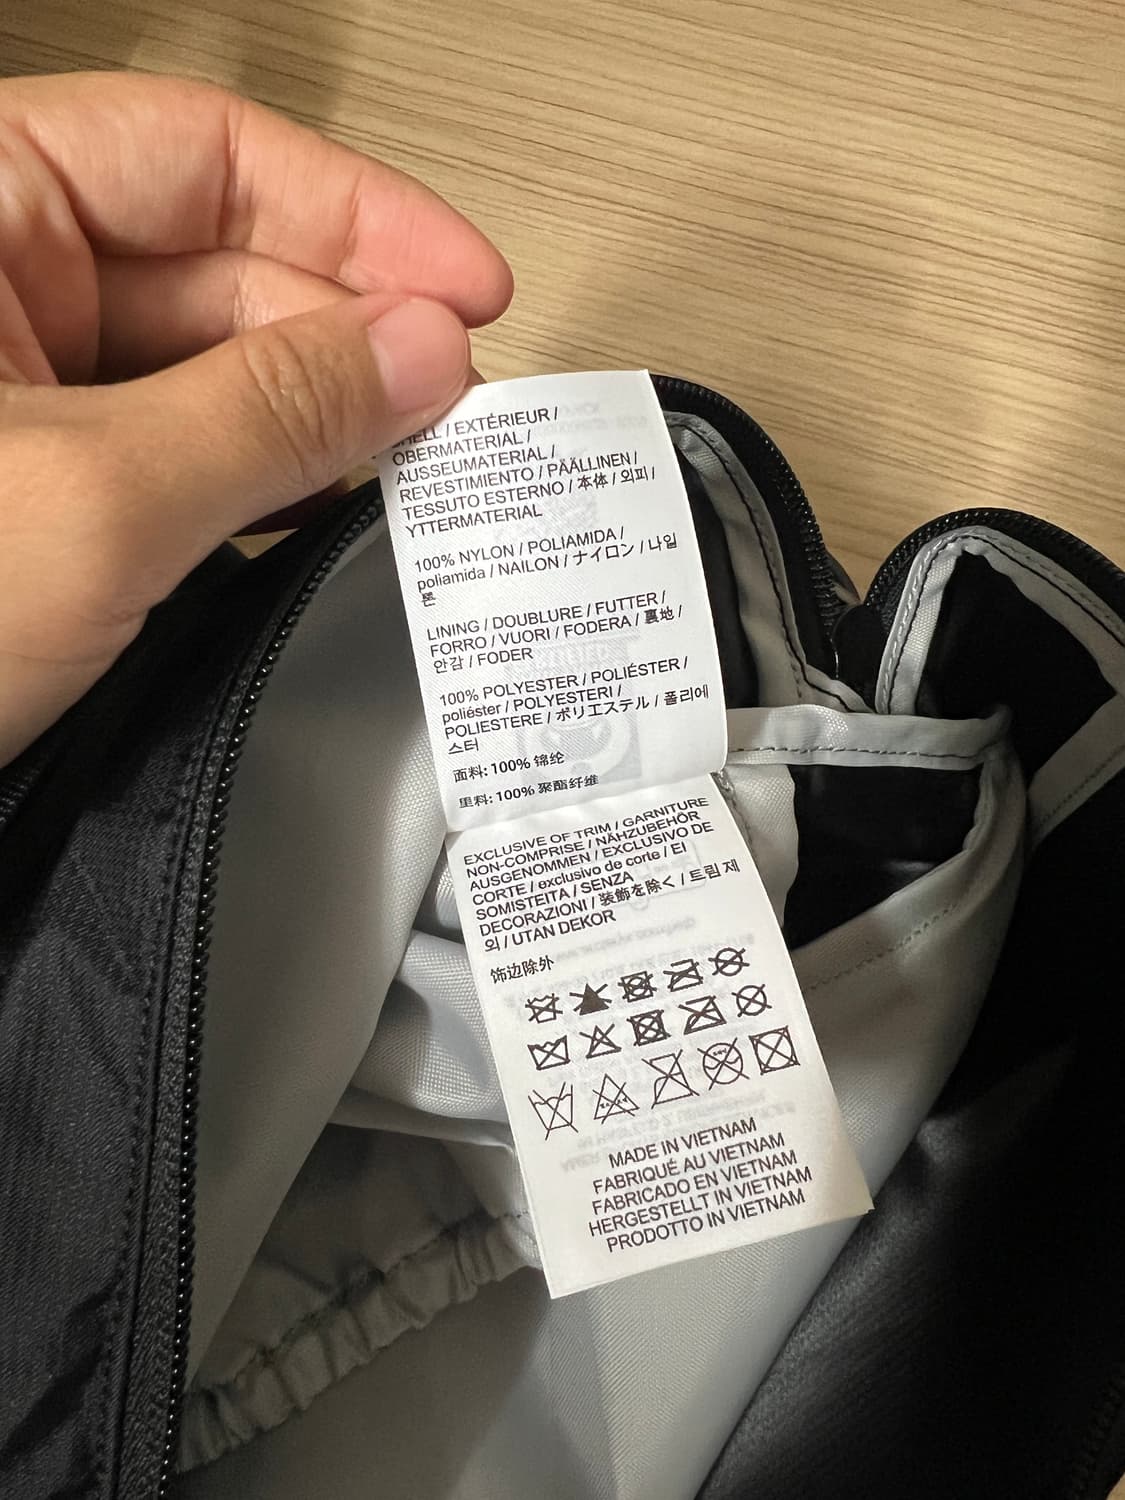 / EXTÉRIEUR /
OBERMATERIAL /
AUSSEUMATERIAL /
REVESTIMIENTO / PÄÄLLINEN /
TESSUTO ESTERNO / 本体 / 외피 /
YTTERMATERIAL
100% NYLON / POLIAMIDA /
poliamida / NAILON / ナイロン / 나일
론
LINING / DOUBLURE / FUTTER /
FORRO / VUORI / FODERA / 裏地 /
안감 / FODER
100% POLYESTER / POLIÉSTER /
poliéster / POLYESTERI /
POLIESTERE / ポリエステル / 폴리에
스터
面料: 100% 锦纶
里料: 100% 聚酯纤维
EXCLUSIVE OF TRIM / GARNITURE
NON-COMPRISE / NÄHZUBEHÖR
AUSGENOMMEN / EXCLUSIVO DE
CORTE / exclusivo de corte / EI
SOMISTEITA / SENZA
DECORAZIONI / 装飾を除く / 트림 제
외 / UTAN DEKOR
饰边除外
MADE IN VIETNAM
FABRIQUÉ AU VIETNAM
FABRICADO EN VIETNAM
HERGESTELLT IN VIETNAM
PRODOTTO IN VIETNAM